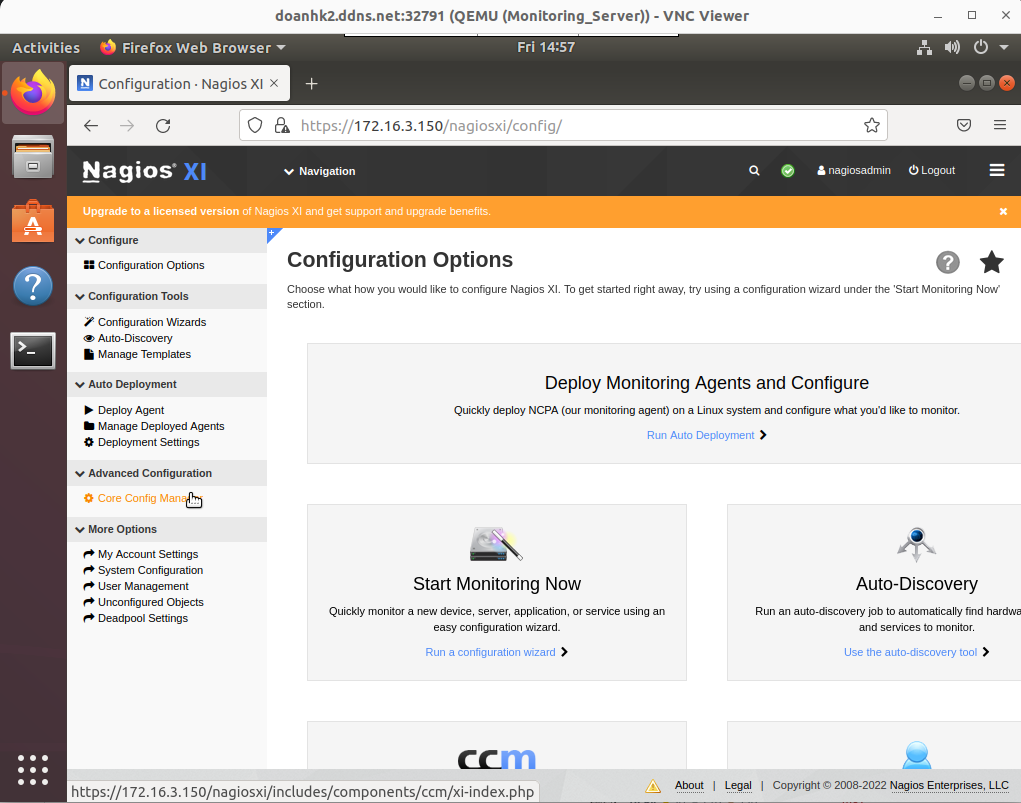 doanhk2.ddns.net:32791 (QEMU (Monitoring_Server)) - VNC Viewer
Activities
Firefox Web Browser
Fri 14:57
Configuration · Nagios XI
https://172.16.3.150/nagiosxi/config/
Nagios® XI
Navigation
nagiosadmin
Logout
Upgrade to a licensed version of Nagios XI and get support and upgrade benefits.
Configure
Configuration Options
Configuration Tools
Configuration Wizards
Auto-Discovery
Manage Templates
Auto Deployment
Deploy Agent
Manage Deployed Agents
Deployment Settings
Advanced Configuration
Core Config Mana
More Options
My Account Settings
System Configuration
User Management
Unconfigured Objects
Deadpool Settings
Configuration Options
Choose what how you would like to configure Nagios XI. To get started right away, try using a configuration wizard under the 'Start Monitoring Now'
section.
Deploy Monitoring Agents and Configure
Quickly deploy NCPA (our monitoring agent) on a Linux system and configure what you'd like to monitor.
Run Auto Deployment
Start Monitoring Now
Quickly monitor a new device, server, application, or service using an
easy configuration wizard.
Run a configuration wizard
Auto-Discovery
Run an auto-discovery job to automatically find hardwa
and services to monitor.
Use the auto-discovery tool
ccm
https://172.16.3.150/nagiosxi/includes/components/ccm/xi-index.php
About | Legal | Copyright © 2008-2022 Nagios Enterprises, LLC